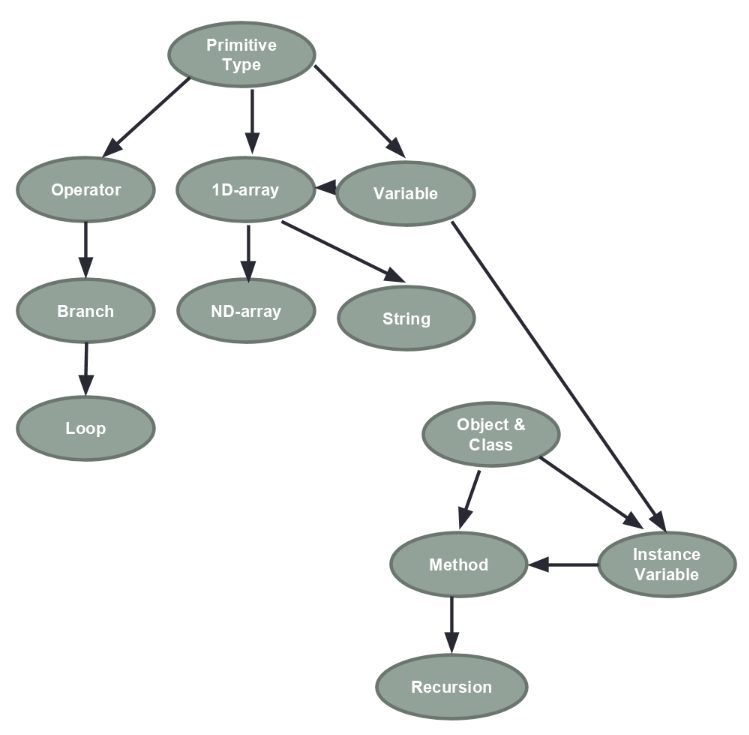 Primitive
Type
Operator
1D-array
Variable
Branch
ND-array
String
Loop
Object &
Class
Method
Instance
Variable
Recursion